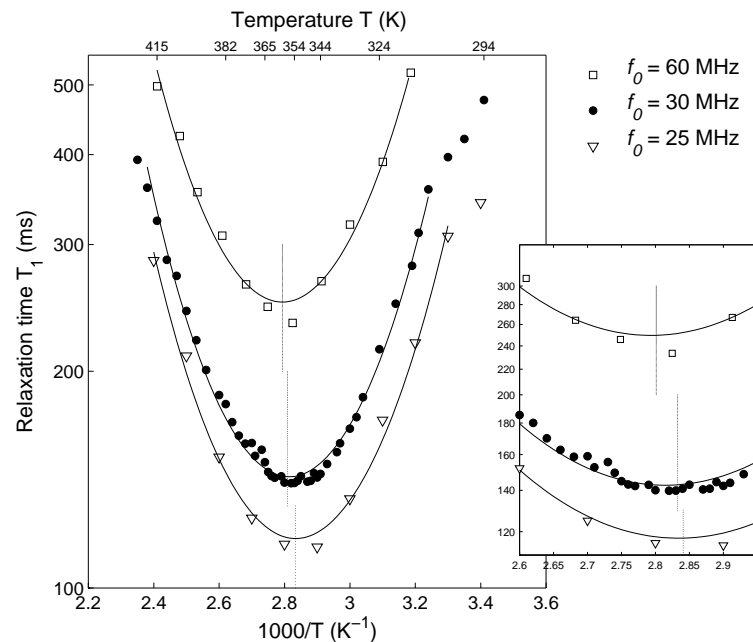 Temperature T (K)
415 382 365 354 344 324 294
500
400
300
200
100
Relaxation time T₁ (ms)
2.2 2.4 2.6 2.8 3 3.2 3.4 3.6
1000/T (K⁻¹)
f₀ = 60 MHz
f₀ = 30 MHz
f₀ = 25 MHz
300
280
260
240
220
200
180
160
140
120
2.6 2.65 2.7 2.75 2.8 2.85 2.9